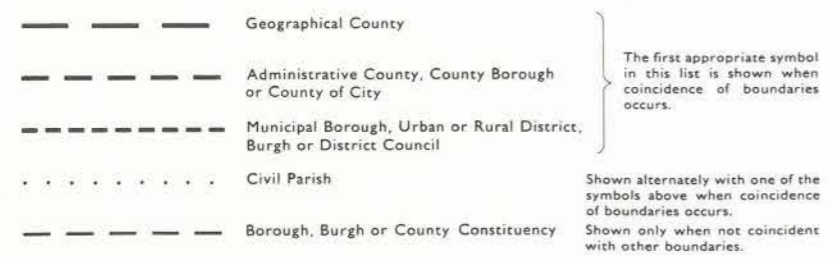 Geographical County
Administrative County, County Borough
or County of City
Municipal Borough, Urban or Rural District,
Burgh or District Council
The first appropriate symbol
in this list is shown when
coincidence of boundaries
occurs.
Civil Parish
Shown alternately with one of the
symbols above when coincidence
of boundaries occurs.
Borough, Burgh or County Constituency
Shown only when not coincident
with other boundaries.